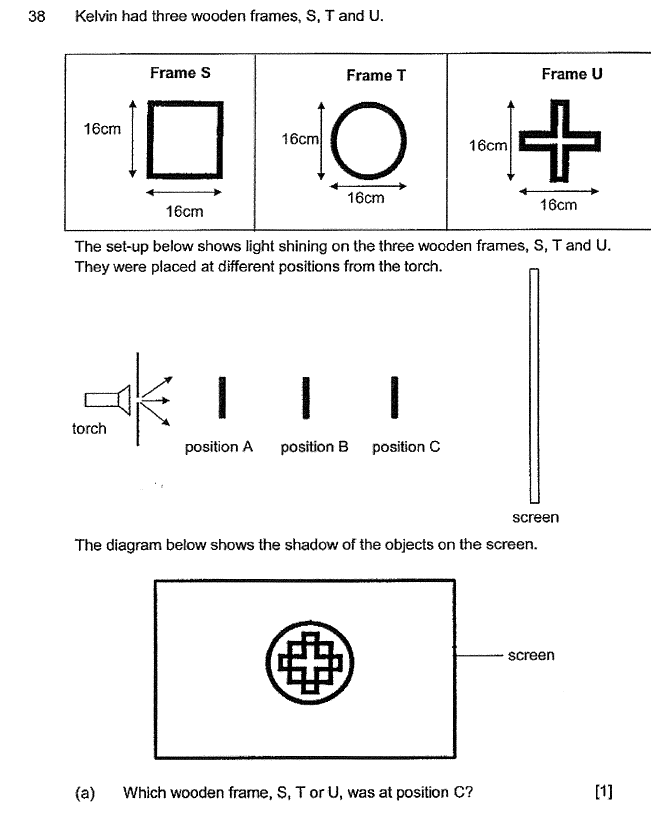 38 Kelvin had three wooden frames, S, T and U.
Frame S Frame T Frame U
16cm 16cm 16cm
16cm 16cm 16cm
The set-up below shows light shining on the three wooden frames, S, T and U.
They were placed at different positions from the torch.
torch
position A position B position C
screen
The diagram below shows the shadow of the objects on the screen.
screen
(a) Which wooden frame, S, T or U, was at position C? [1]